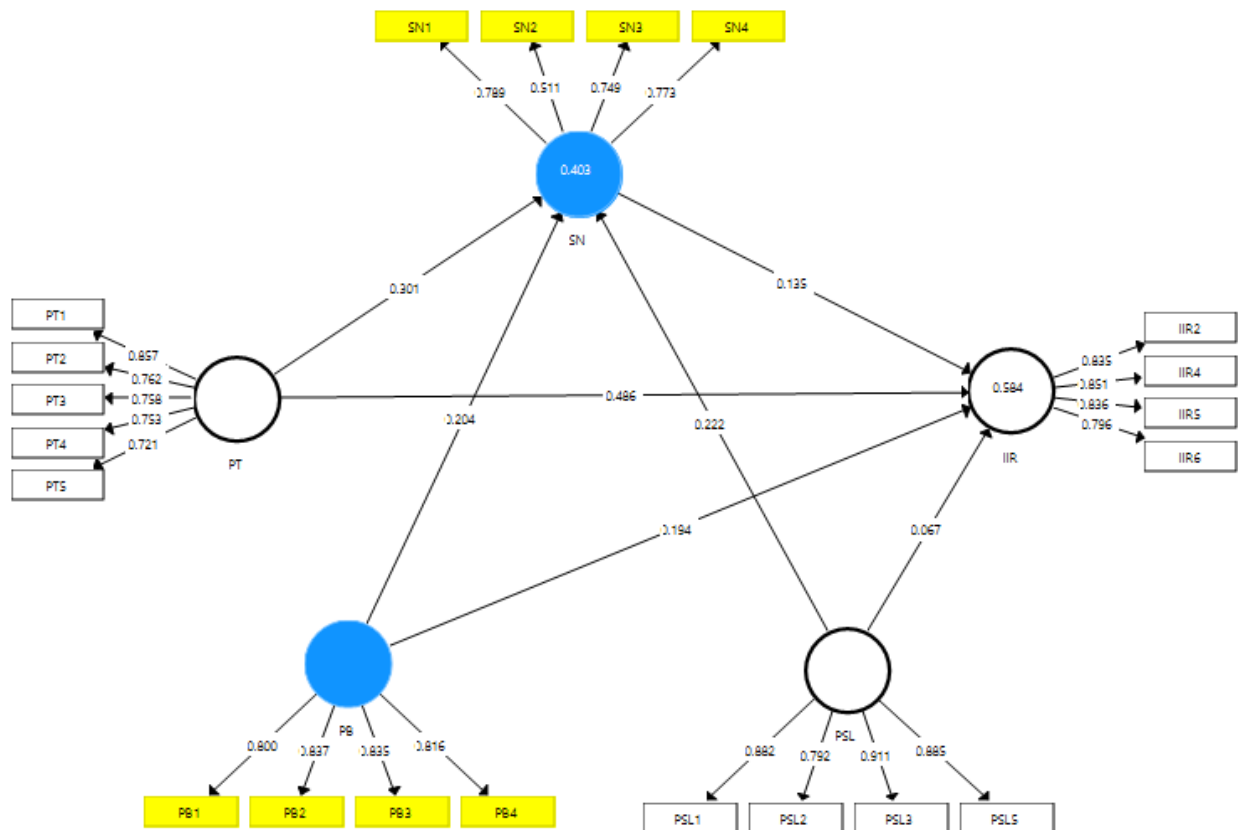 SN1 SN2 SN3 SN4
0.789 0.511 0.749 0.773
0.403
SN
0.301
0.135
PT1
PT2
PT3
PT4
PT5
0.857
0.762
0.758
0.753
0.721
PT
0.486
0.204
0.222
0.584
IIR
0.835
0.851
0.836
0.796
IIR2
IIR4
IIR5
IIR6
0.194
0.067
PB
0.800 0.837 0.835 0.816
PB1 PB2 PB3 PB4
PSL
0.882 0.792 0.911 0.885
PSL1 PSL2 PSL3 PSL5